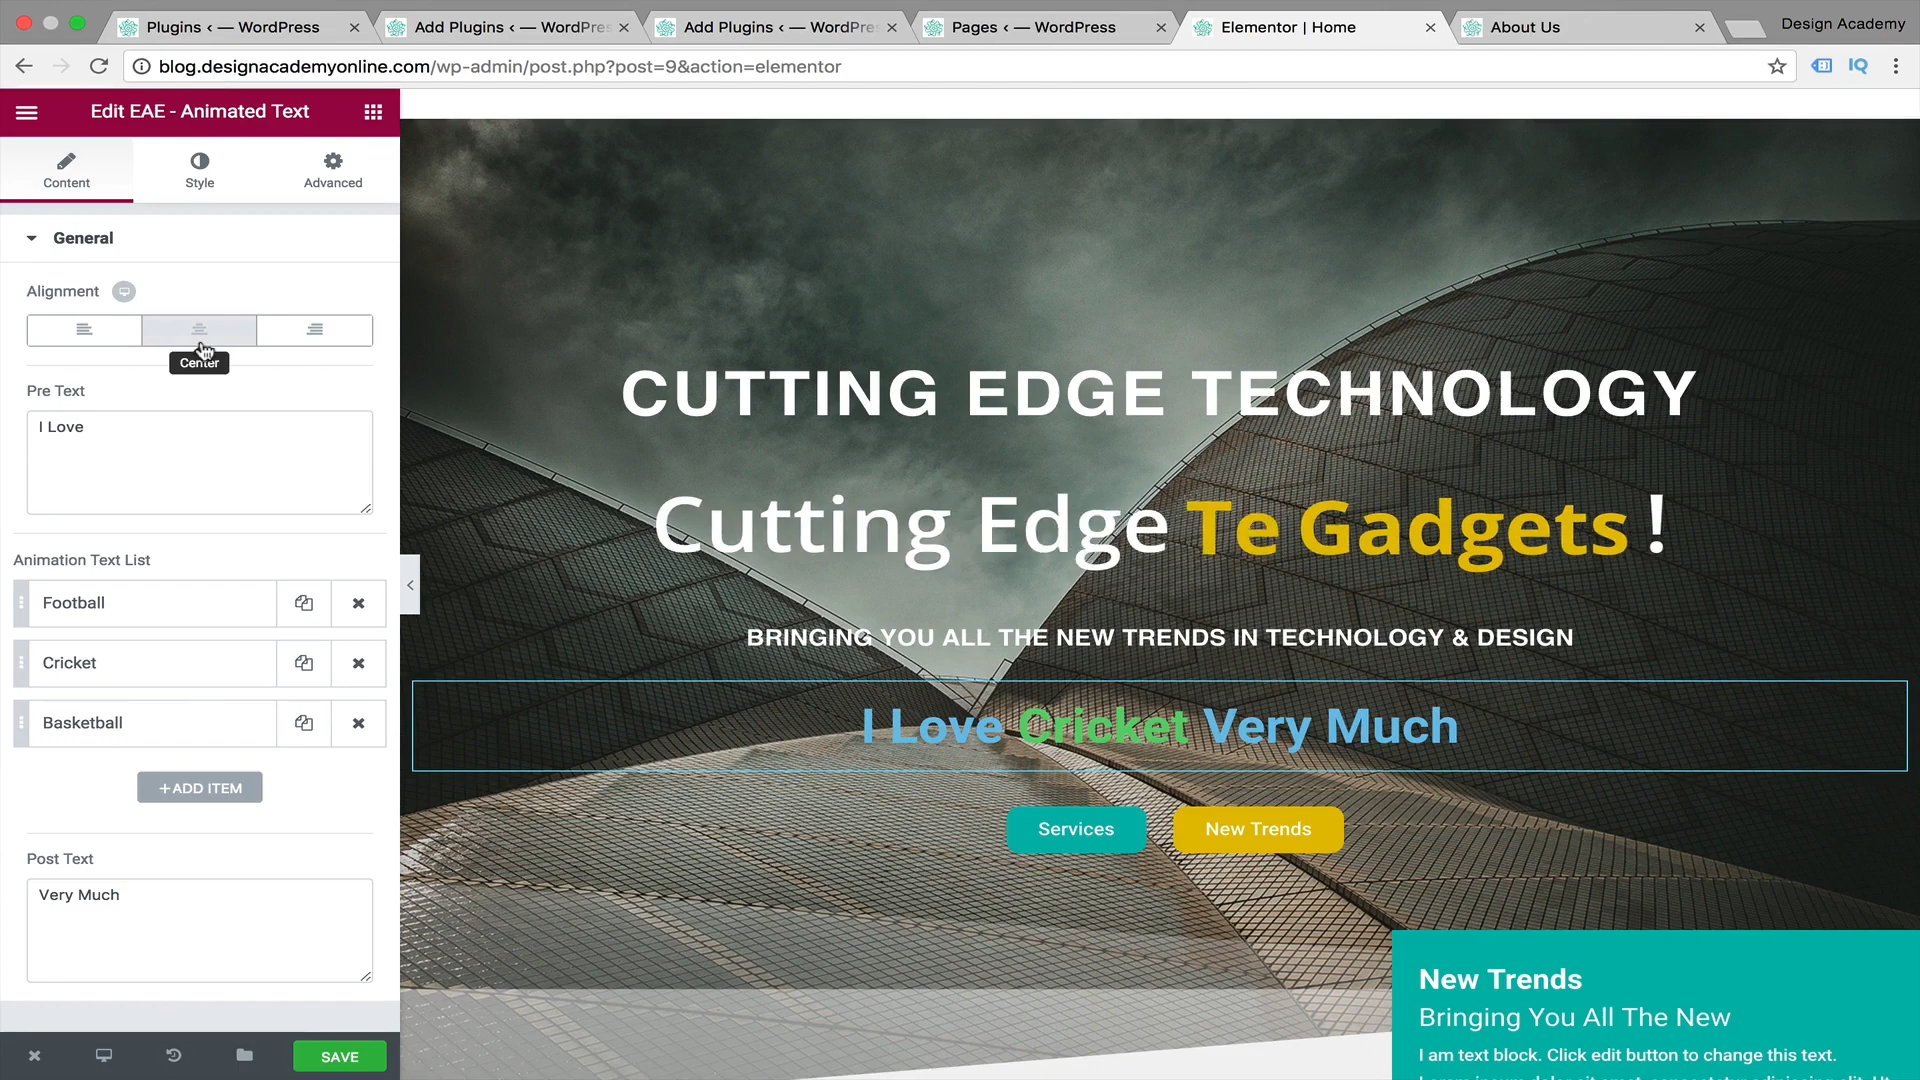 Plugins ‹ — WordPress
Add Plugins ‹ — WordPres
Add Plugins ‹ — WordPr
Pages ‹ — WordPress
Elementor | Home
About Us
Design Academy
blog.designacademyonline.com/wp-admin/post.php?post=9&action=elementor
IQ
Edit EAE - Animated Text
Content
Style
Advanced
General
Alignment
Center
Pre Text
I Love
Animation Text List
Football
Cricket
Basketball
+ADD ITEM
Post Text
Very Much
SAVE
CUTTING EDGE TECHNOLOGY
Cutting Edge Te Gadgets !
BRINGING YOU ALL THE NEW TRENDS IN TECHNOLOGY & DESIGN
I Love Cricket Very Much
Services
New Trends
New Trends
Bringing You All The New
I am text block. Click edit button to change this text.